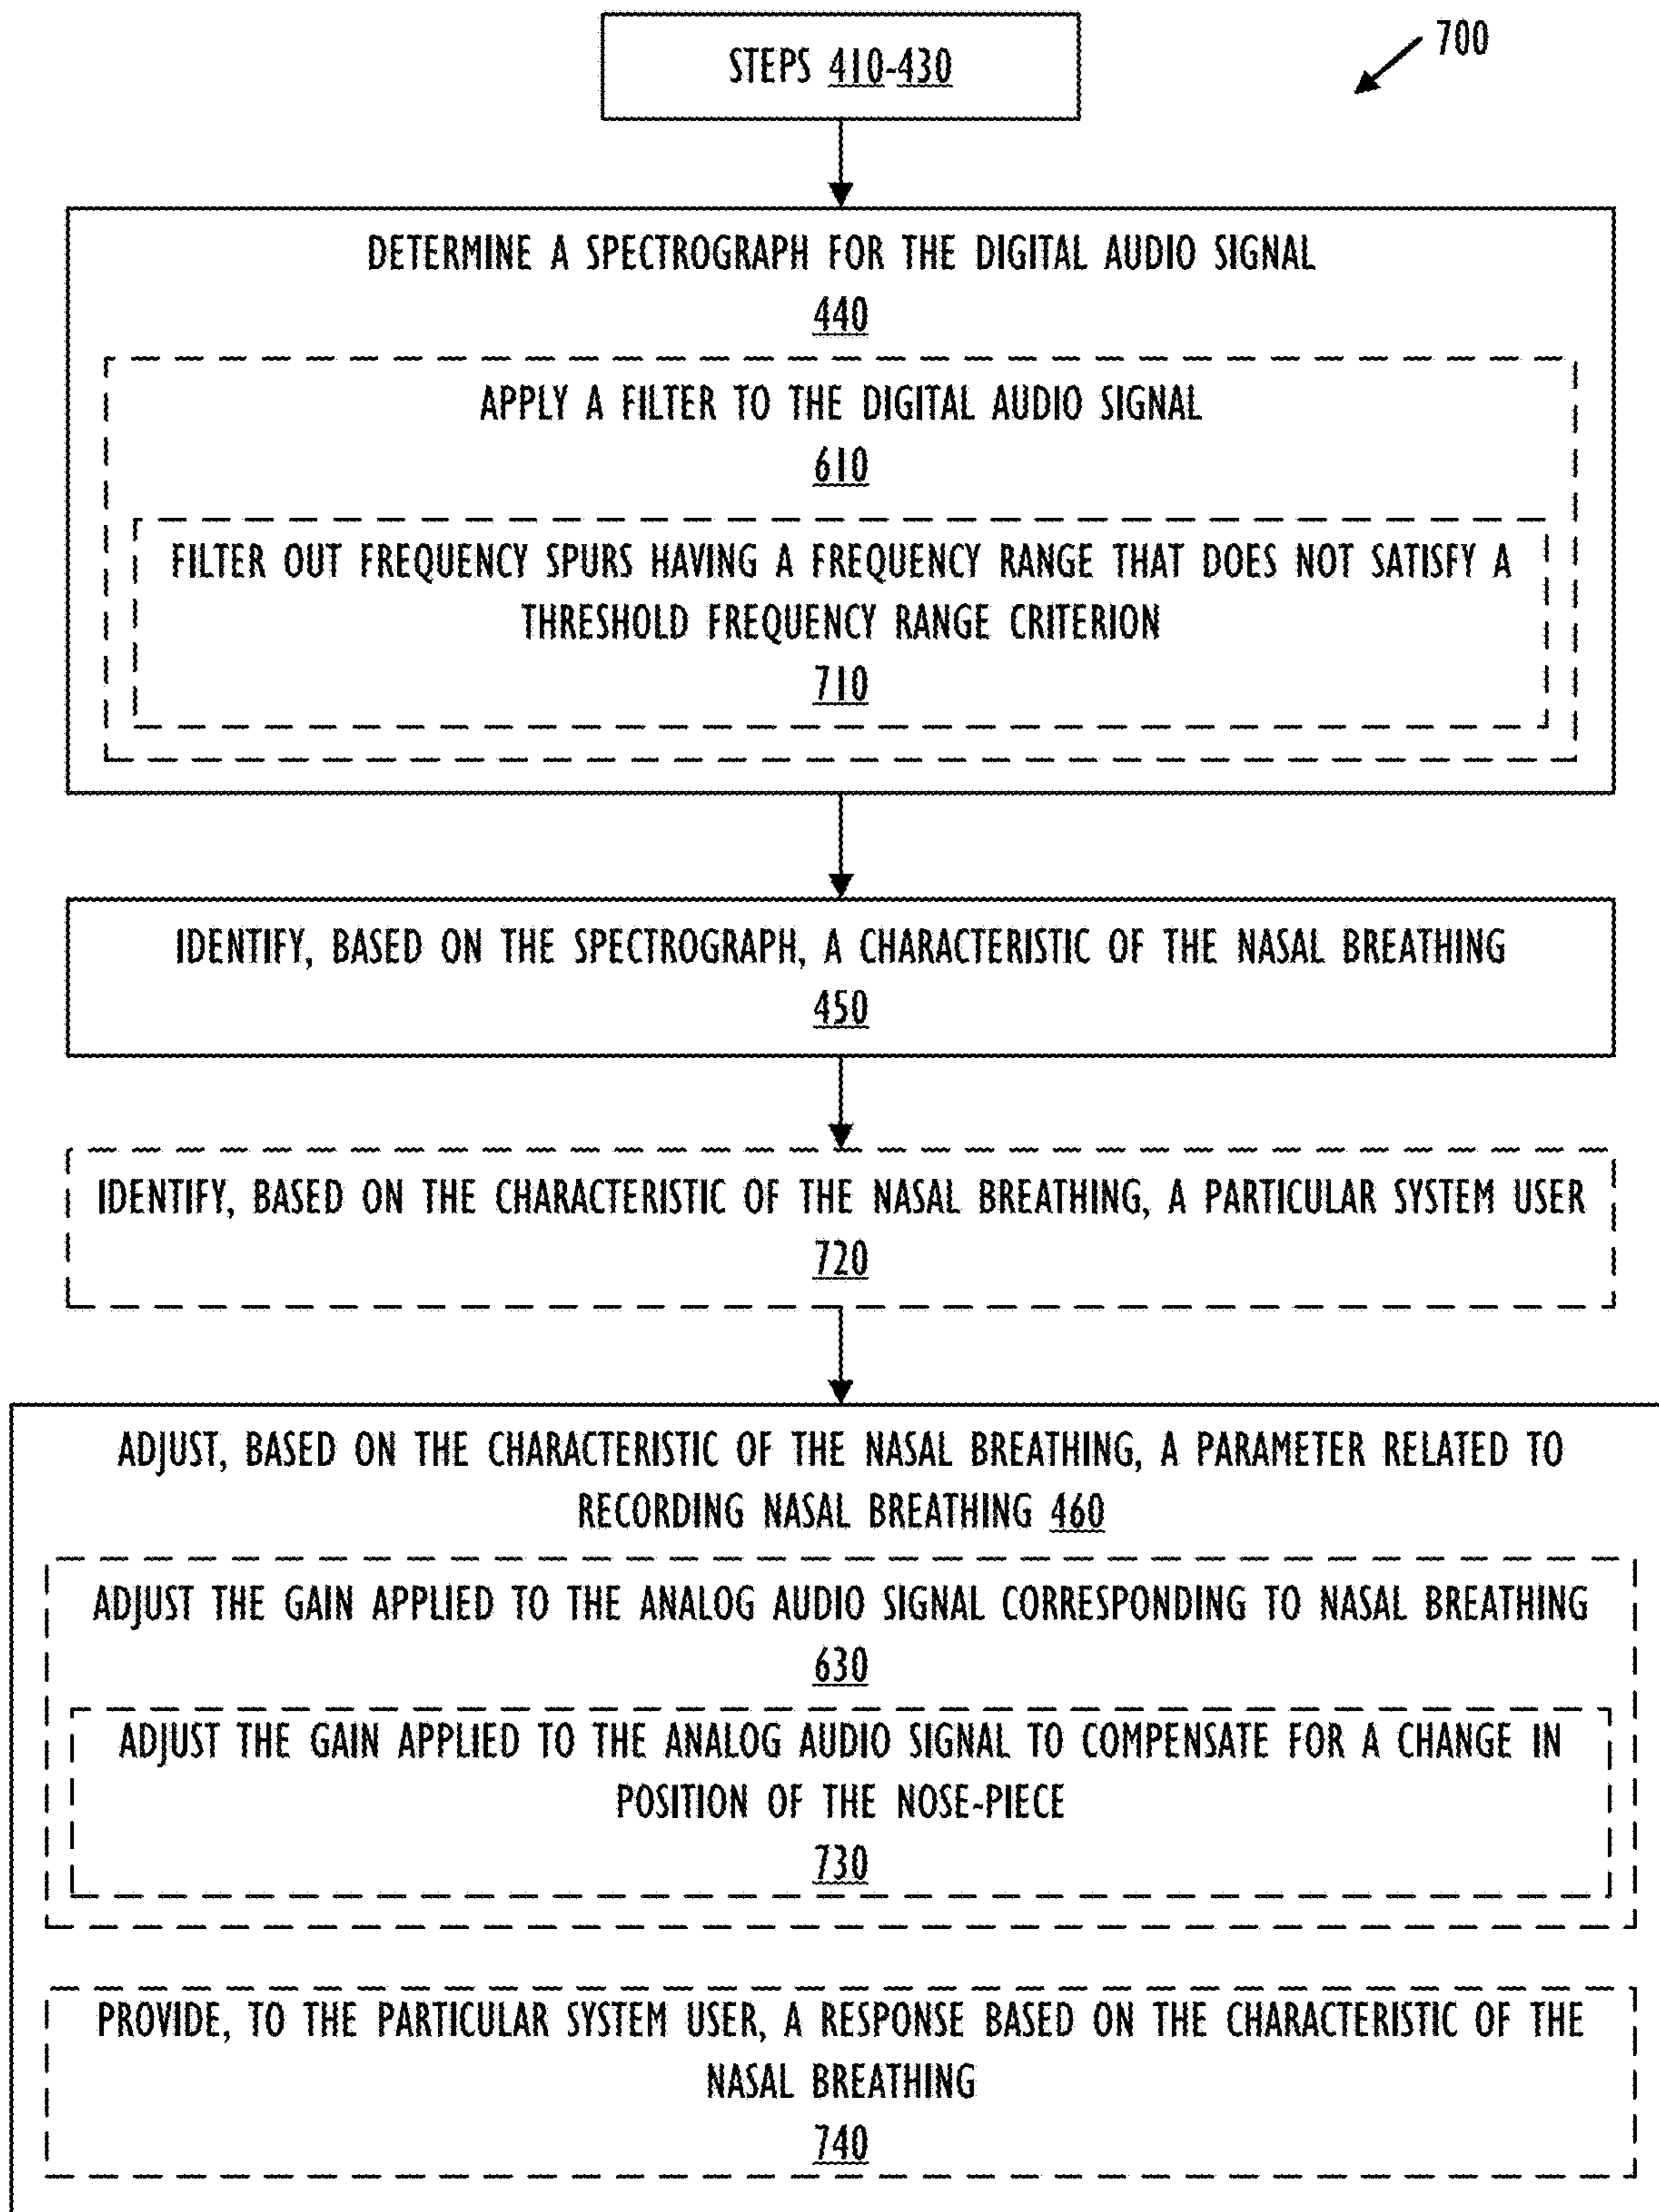 STEPS 410-430
700
DETERMINE A SPECTROGRAPH FOR THE DIGITAL AUDIO SIGNAL
440
APPLY A FILTER TO THE DIGITAL AUDIO SIGNAL
610
FILTER OUT FREQUENCY SPURS HAVING A FREQUENCY RANGE THAT DOES NOT SATISFY A
THRESHOLD FREQUENCY RANGE CRITERION
710
IDENTIFY, BASED ON THE SPECTROGRAPH, A CHARACTERISTIC OF THE NASAL BREATHING
450
IDENTIFY, BASED ON THE CHARACTERISTIC OF THE NASAL BREATHING, A PARTICULAR SYSTEM USER
720
ADJUST, BASED ON THE CHARACTERISTIC OF THE NASAL BREATHING, A PARAMETER RELATED TO
RECORDING NASAL BREATHING 460
ADJUST THE GAIN APPLIED TO THE ANALOG AUDIO SIGNAL CORRESPONDING TO NASAL BREATHING
630
ADJUST THE GAIN APPLIED TO THE ANALOG AUDIO SIGNAL TO COMPENSATE FOR A CHANGE IN
POSITION OF THE NOSE-PIECE
730
PROVIDE, TO THE PARTICULAR SYSTEM USER, A RESPONSE BASED ON THE CHARACTERISTIC OF THE
NASAL BREATHING
740